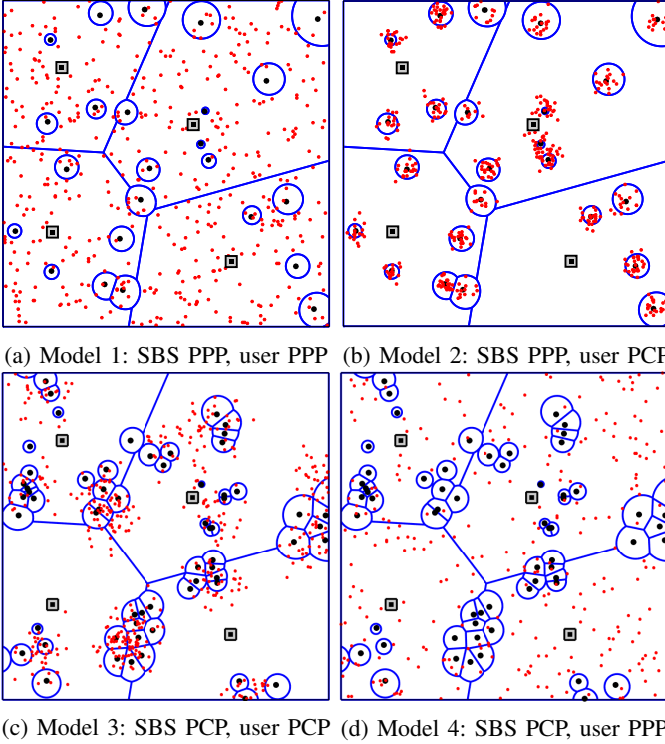 (a) Model 1: SBS PPP, user PPP
(b) Model 2: SBS PPP, user PCP
(c) Model 3: SBS PCP, user PCP
(d) Model 4: SBS PCP, user PPP